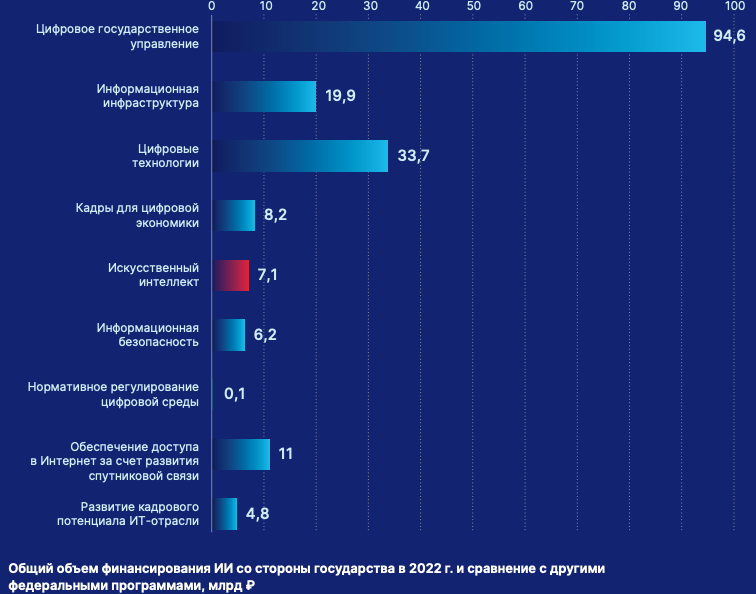 0 10 20 30 40 50 60 70 80 90 100
Цифровое государственное
управление
94,6
Информационная
инфраструктура
19,9
Цифровые
технологии
33,7
Кадры для цифровой
экономики
8,2
Искусственный
интеллект
7,1
Информационная
безопасность
6,2
Нормативное регулирование
цифровой среды
0,1
Обеспечение доступа
в Интернет за счет развития
спутниковой связи
11
Развитие кадрового
потенциала ИТ-отрасли
4,8
Общий объем финансирования ИИ со стороны государства в 2022 г. и сравнение с другими
федеральными программами, млрд ₽